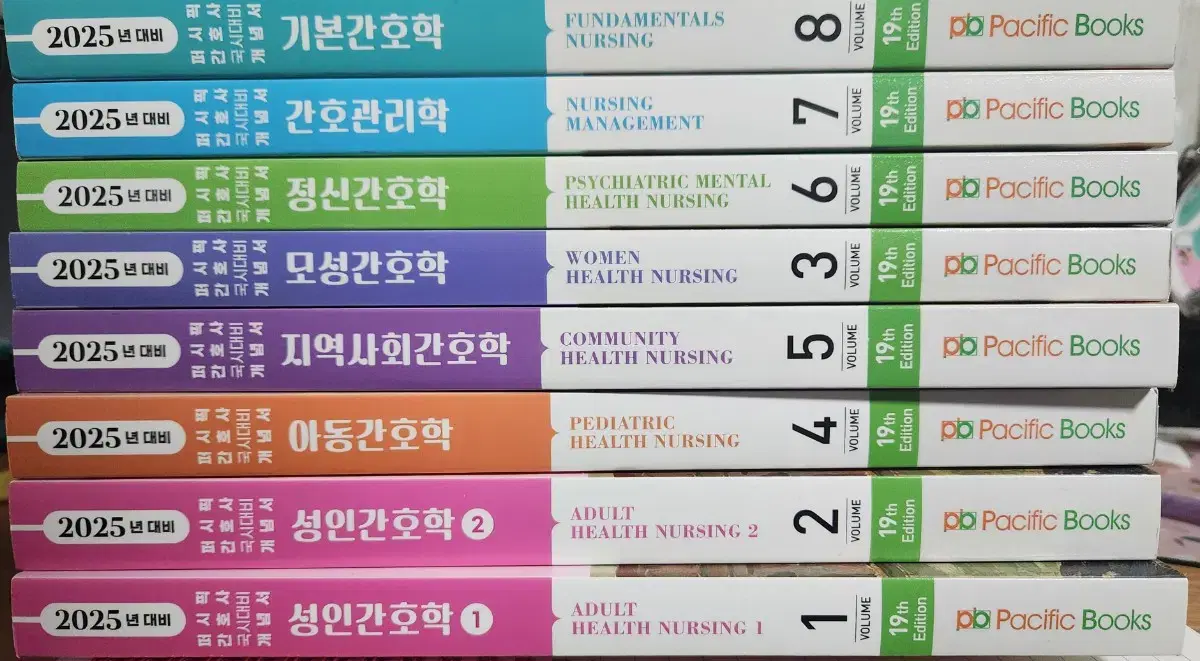 2025년 대비
퍼시픽
간호사
국시대비
개념서
기본간호학
FUNDAMENTALS
NURSING
8
VOLUME
19th
Edition
pb Pacific Books
2025년 대비
퍼시픽
간호사
국시대비
개념서
간호관리학
NURSING
MANAGEMENT
7
VOLUME
19th
Edition
pb Pacific Books
2025년 대비
퍼시픽
간호사
국시대비
개념서
정신간호학
PSYCHIATRIC MENTAL
HEALTH NURSING
6
VOLUME
19th
Edition
pb Pacific Books
2025년 대비
퍼시픽
간호사
국시대비
개념서
모성간호학
WOMEN
HEALTH NURSING
3
VOLUME
19th
Edition
pb Pacific Books
2025년 대비
퍼시픽
간호사
국시대비
개념서
지역사회간호학
COMMUNITY
HEALTH NURSING
5
VOLUME
19th
Edition
pb Pacific Books
2025년 대비
퍼시픽
간호사
국시대비
개념서
아동간호학
PEDIATRIC
HEALTH NURSING
4
VOLUME
19th
Edition
pb Pacific Books
2025년 대비
퍼시픽
간호사
국시대비
개념서
성인간호학 2
ADULT
HEALTH NURSING 2
2
VOLUME
19th
Edition
pb Pacific Books
2025년 대비
퍼시픽
간호사
국시대비
개념서
성인간호학 1
ADULT
HEALTH NURSING 1
1
VOLUME
19th
Edition
pb Pacific Books